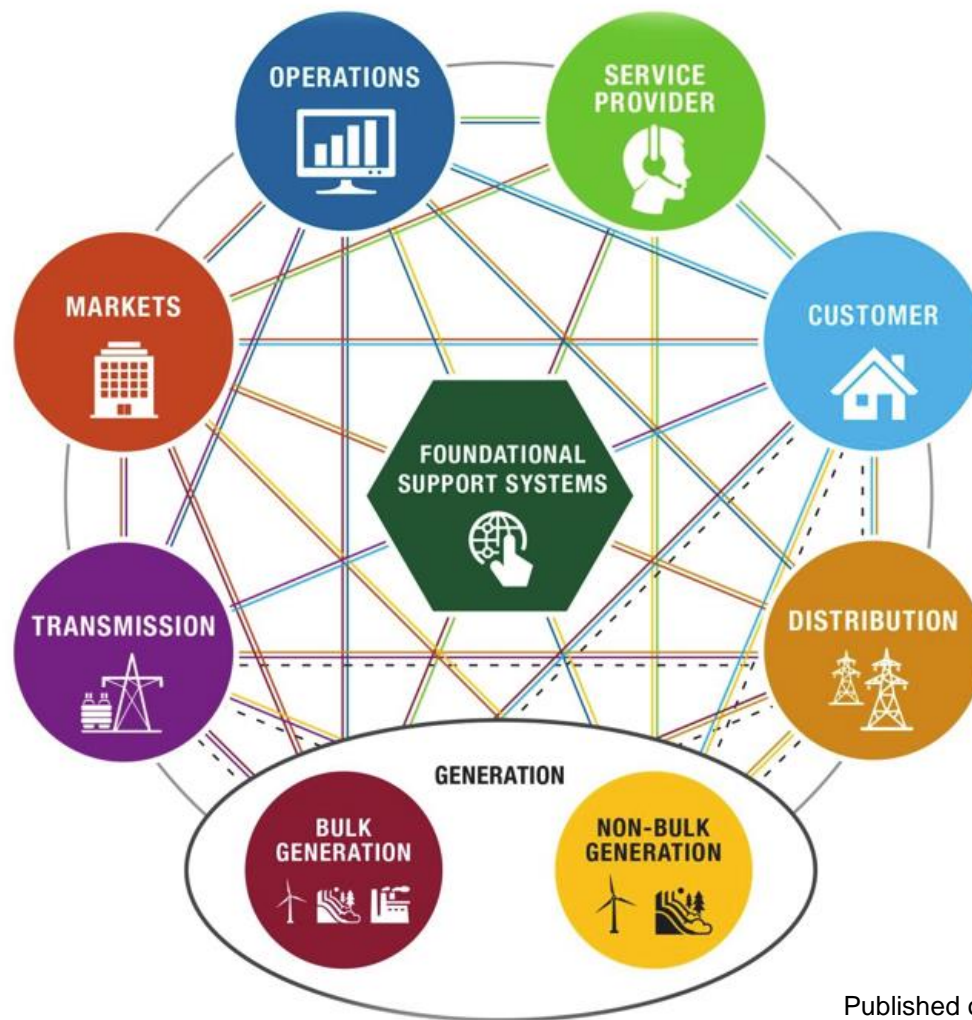 OPERATIONS
SERVICE
PROVIDER
MARKETS
CUSTOMER
FOUNDATIONAL
SUPPORT SYSTEMS
TRANSMISSION
DISTRIBUTION
GENERATION
BULK
GENERATION
NON-BULK
GENERATION
Published